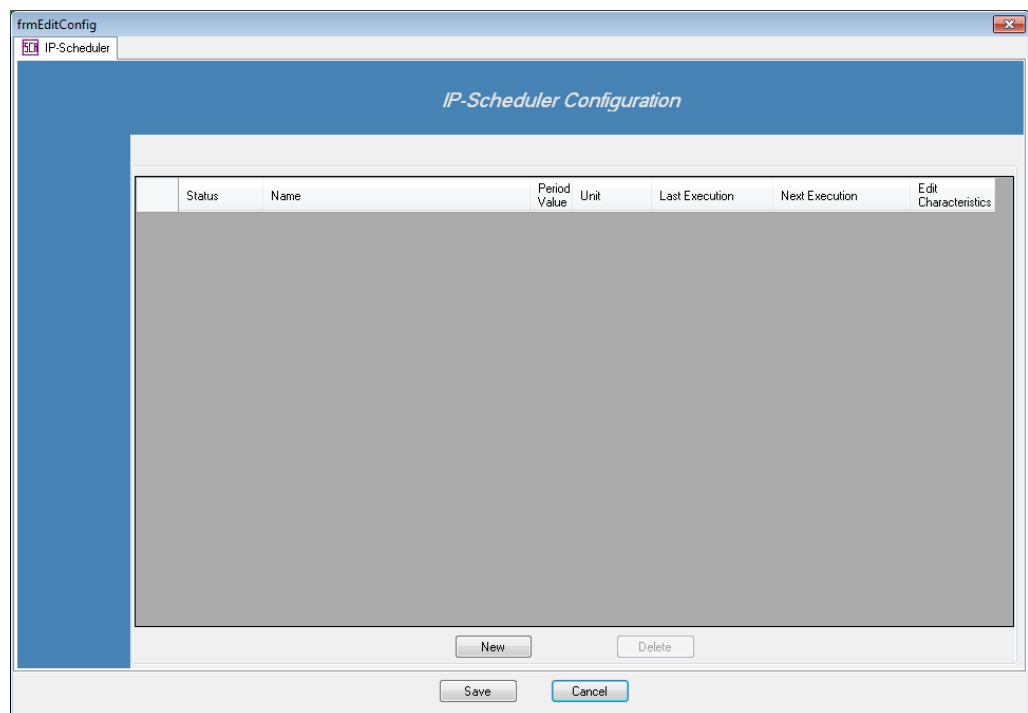 frmEditConfig
SCH IP-Scheduler
IP-Scheduler Configuration
Status Name Period Value Unit Last Execution Next Execution Edit Characteristics
New Delete
Save Cancel